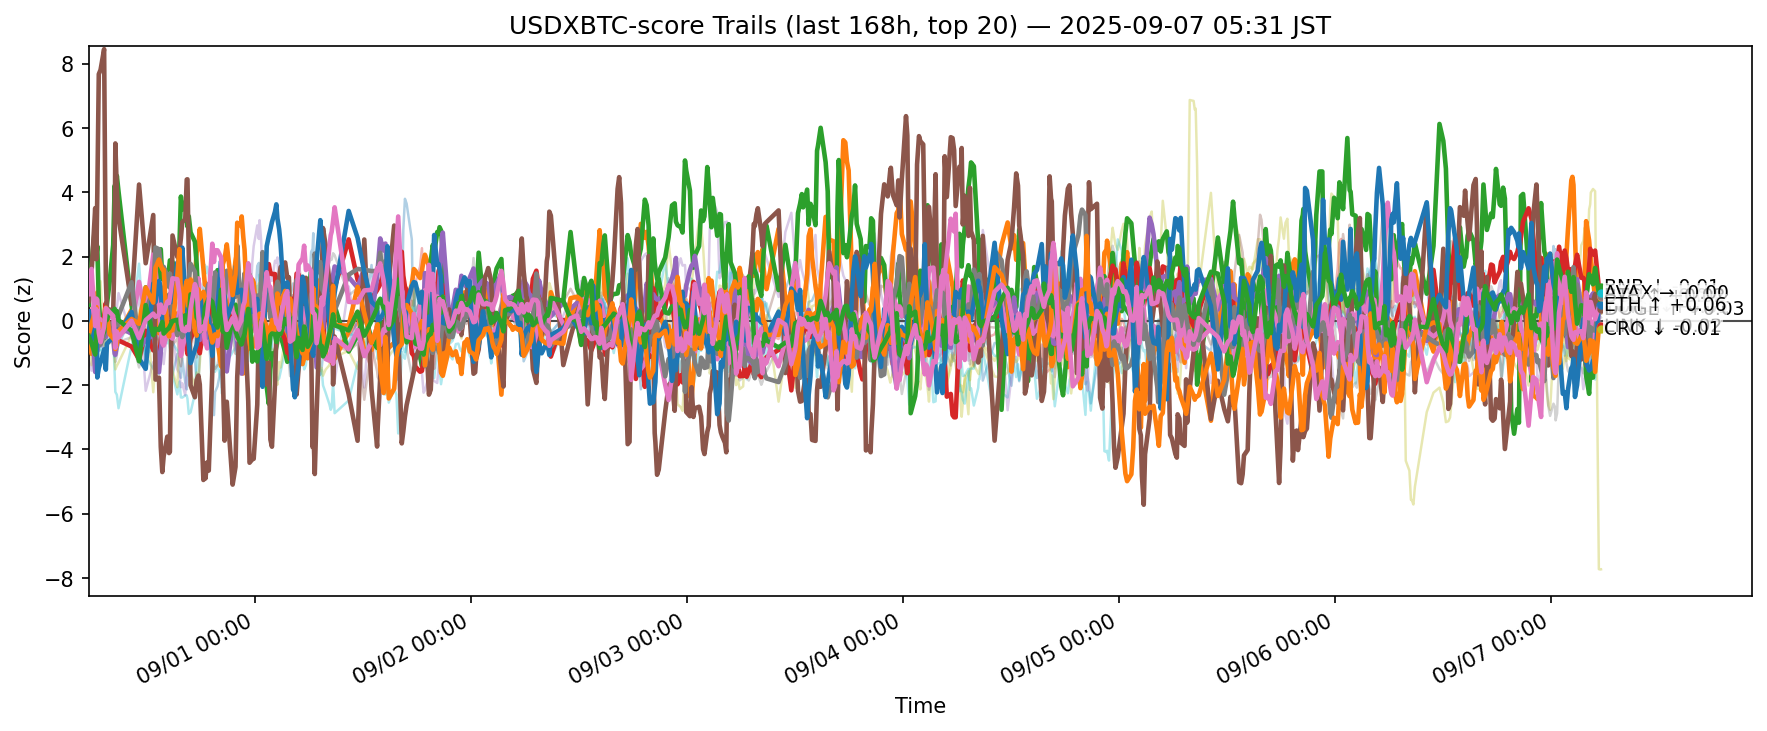 USDXBTC-score Trails (last 168h, top 20) — 2025-09-07 05:31 JST
Score (z)
8
6
4
2
0
−2
−4
−6
−8
AVAX → -0.00
ETH ↑ +0.06
CRO ↓ -0.01
09/01 00:00
09/02 00:00
09/03 00:00
09/04 00:00
09/05 00:00
09/06 00:00
09/07 00:00
Time